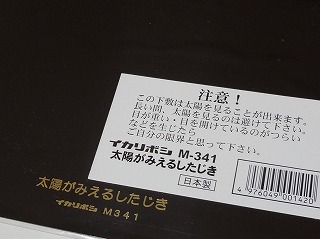 注意！
この下敷は太陽を見ることが出来ます。
長い間、太陽を見るのは避けて下さい。
目が重い・目を開けているのがつらい
などを生じたら
ご自分の限界と思って下さい。
イカリボシ M-341
太陽がみえるしたじき
日本製
4 976049 001420
太陽がみえるしたじき
イカリボシ M341